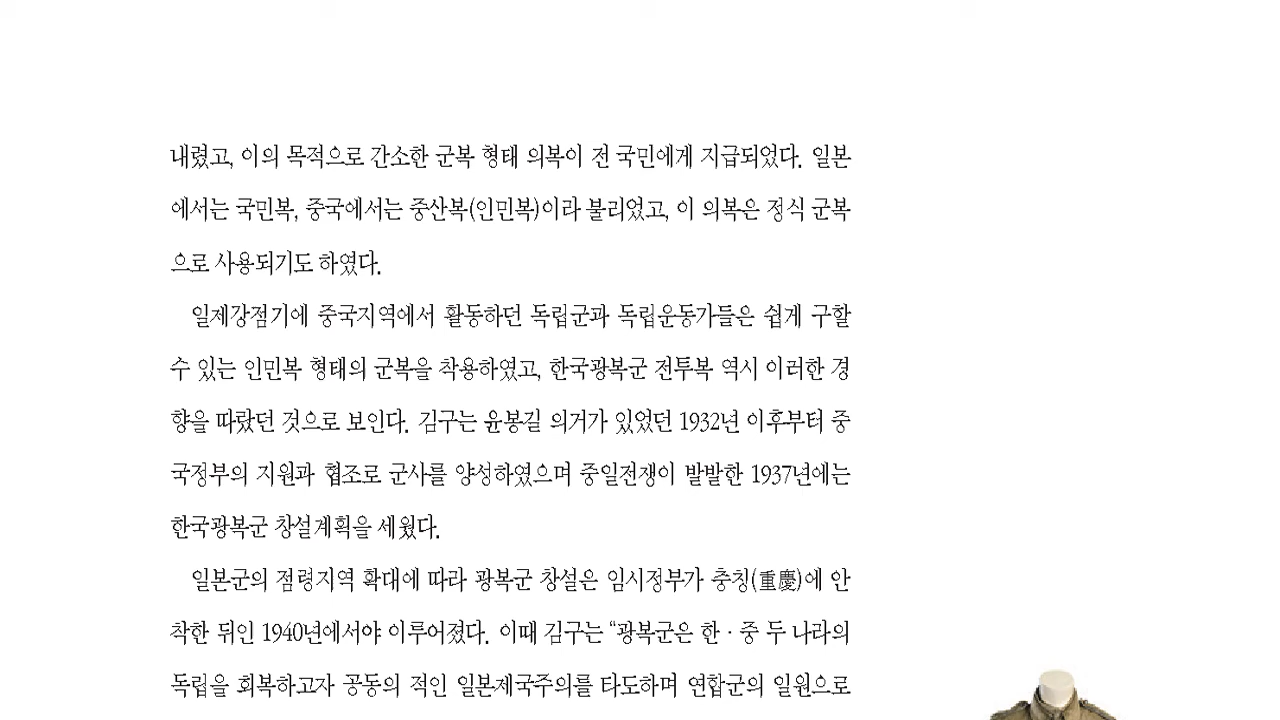 내렸고, 이의 목적으로 간소한 군복 형태 의복이 전 국민에게 지급되었다. 일본
에서는 국민복, 중국에서는 중산복(인민복)이라 불리었고, 이 의복은 정식 군복
으로 사용되기도 하였다.
일제강점기에 중국지역에서 활동하던 독립군과 독립운동가들은 쉽게 구할
수 있는 인민복 형태의 군복을 착용하였고, 한국광복군 전투복 역시 이러한 경
향을 따랐던 것으로 보인다. 김구는 윤봉길 의거가 있었던 1932년 이후부터 중
국정부의 지원과 협조로 군사를 양성하였으며 중일전쟁이 발발한 1937년에는
한국광복군 창설계획을 세웠다.
일본군의 점령지역 확대에 따라 광복군 창설은 임시정부가 충칭(重慶)에 안
착한 뒤인 1940년에서야 이루어졌다. 이때 김구는 “광복군은 한 · 중 두 나라의
독립을 회복하고자 공동의 적인 일본제국주의를 타도하며 연합군의 일원으로